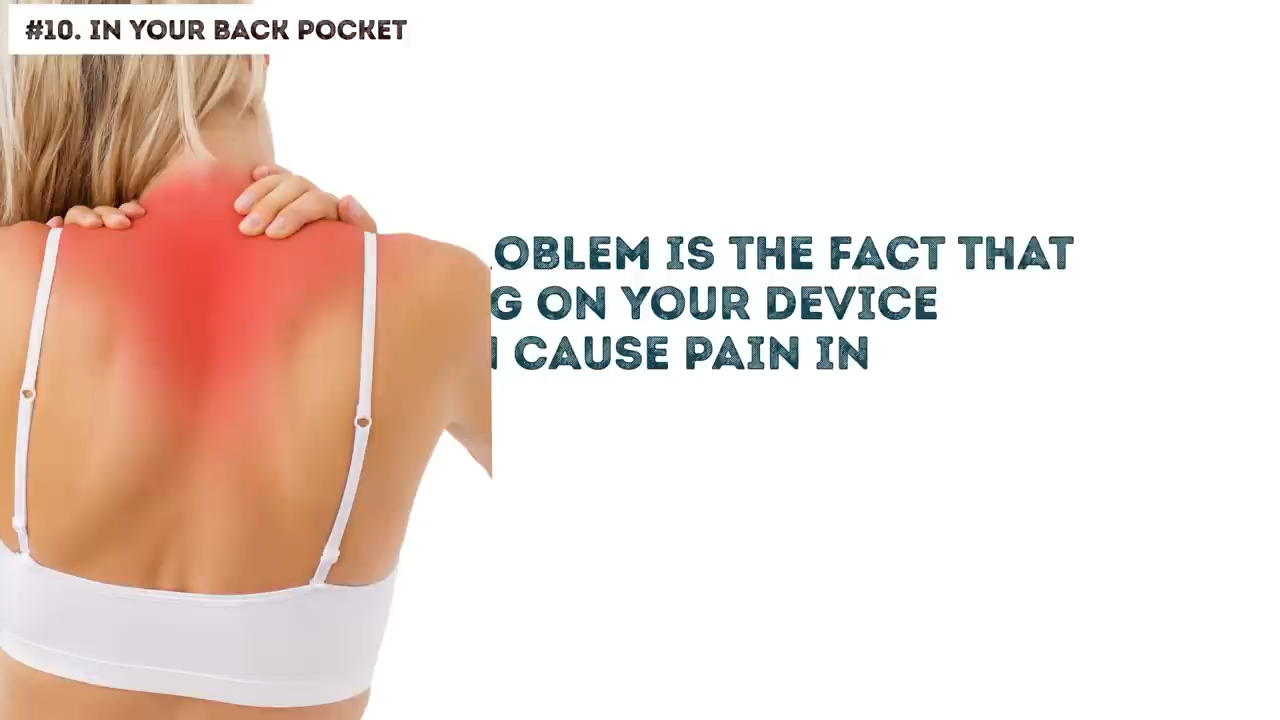 #10. IN YOUR BACK POCKET
OBLEM IS THE FACT THAT
G ON YOUR DEVICE
CAUSE PAIN IN